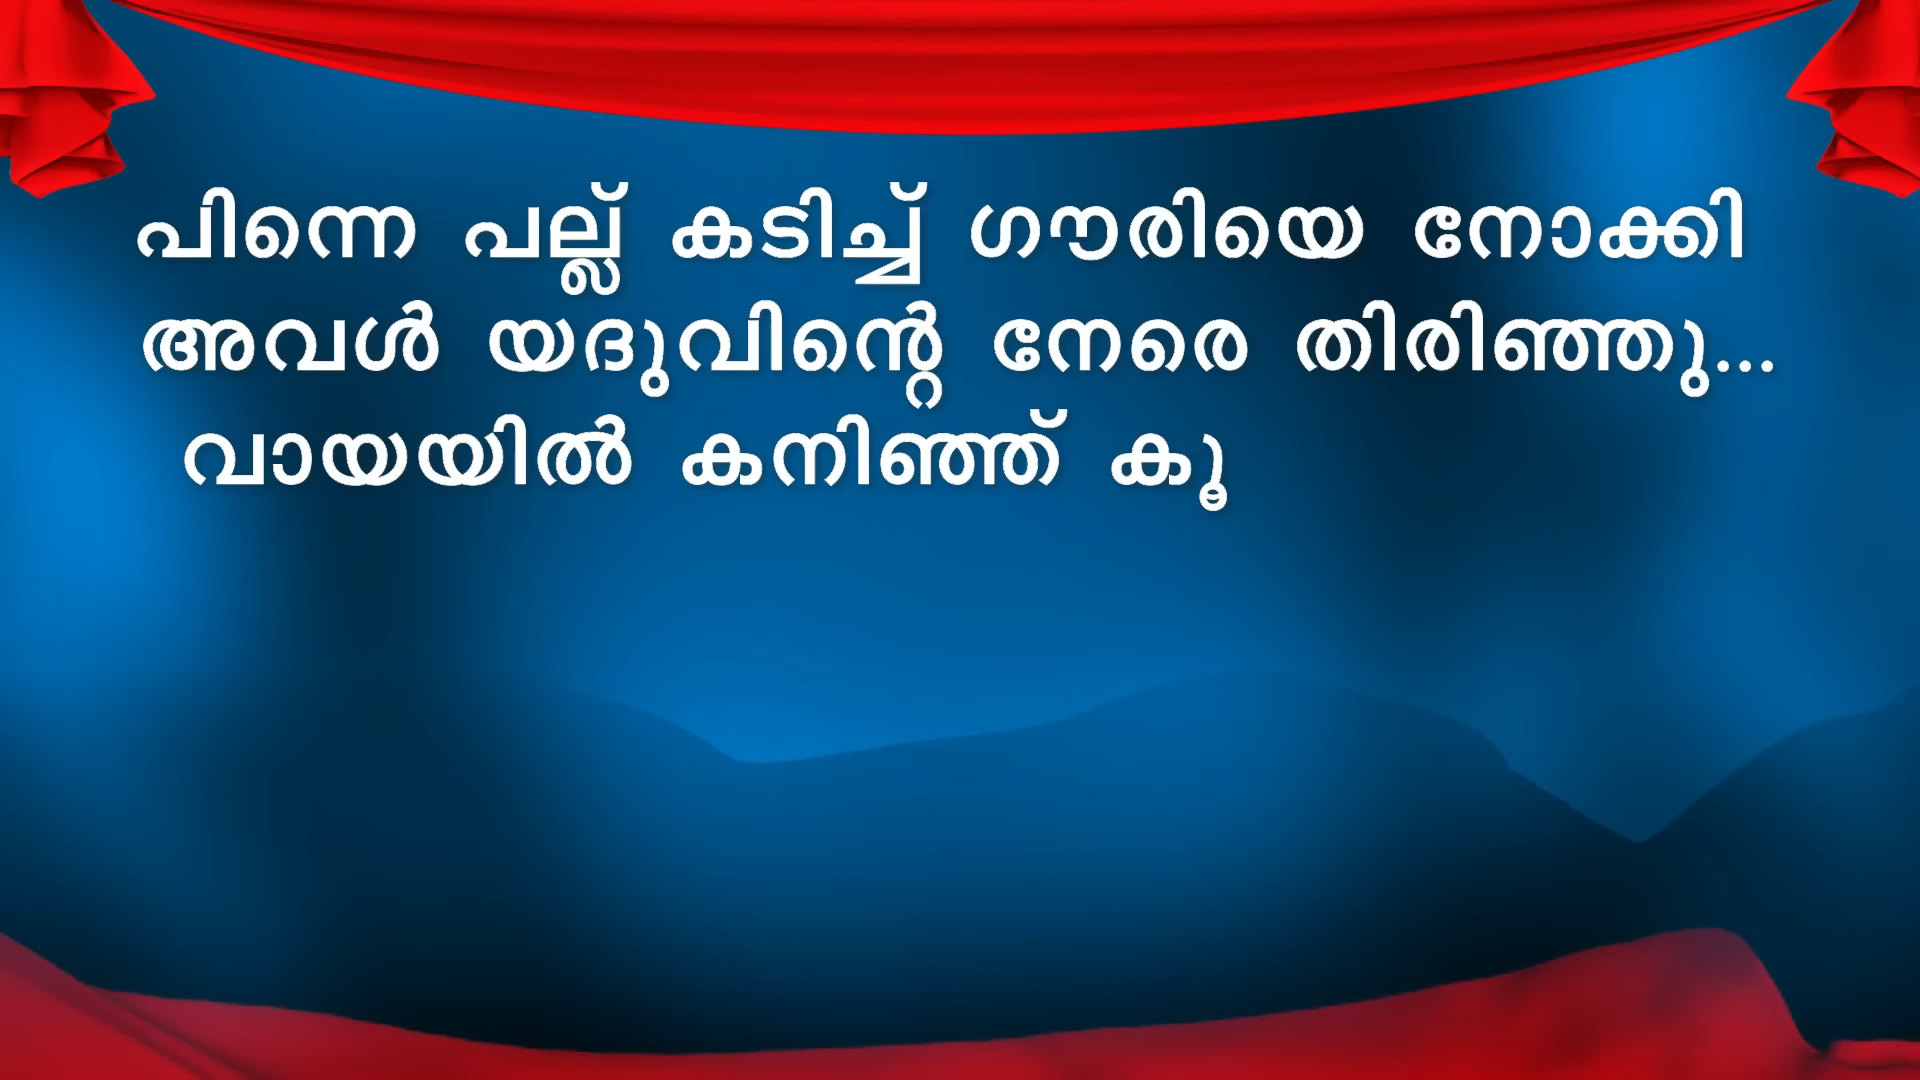 പിന്നെ പല്ല് കടിച്ച് ഗൗരിയെ നോക്കി
അവൾ യദുവിന്റെ നേരെ തിരിഞ്ഞു...
വായയിൽ കനിഞ്ഞ് കൂ